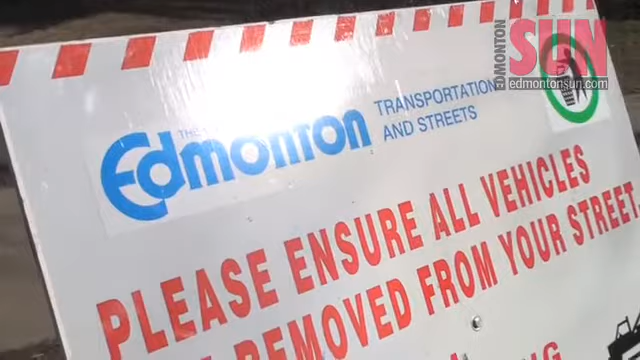 EDMONTON
SUN
edmontonsun.com
THE CITY OF
Edmonton
TRANSPORTATION
AND STREETS
PLEASE ENSURE ALL VEHICLES
REMOVED FROM YOUR STREET.